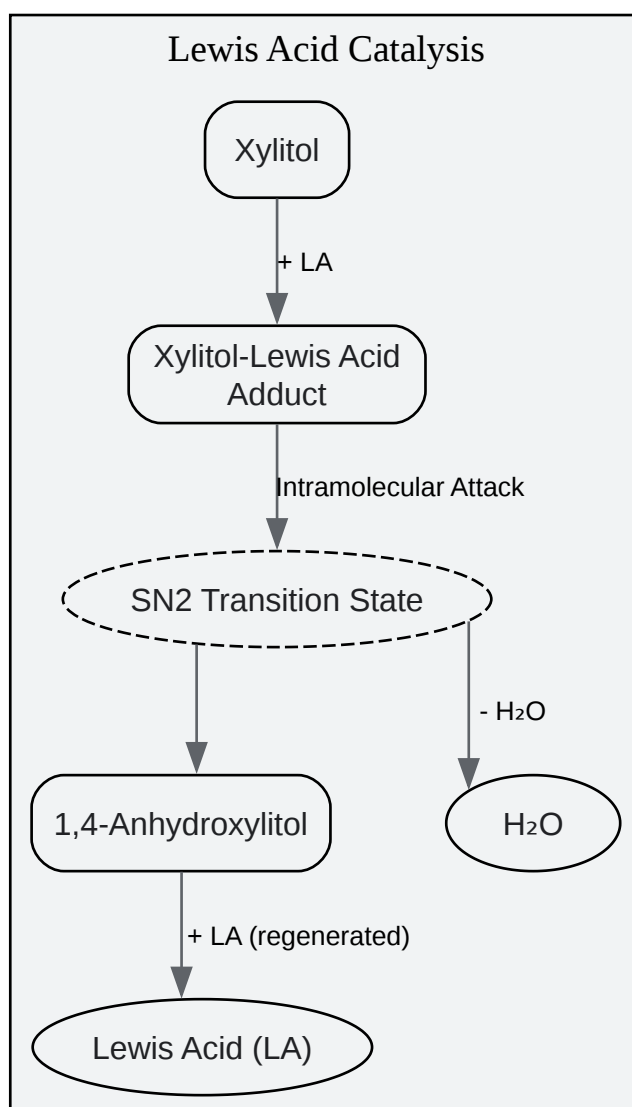 Lewis Acid Catalysis
Xylitol
+ LA
Xylitol-Lewis Acid
Adduct
Intramolecular Attack
SN2 Transition State
- H₂O
1,4-Anhydroxylitol
H₂O
+ LA (regenerated)
Lewis Acid (LA)